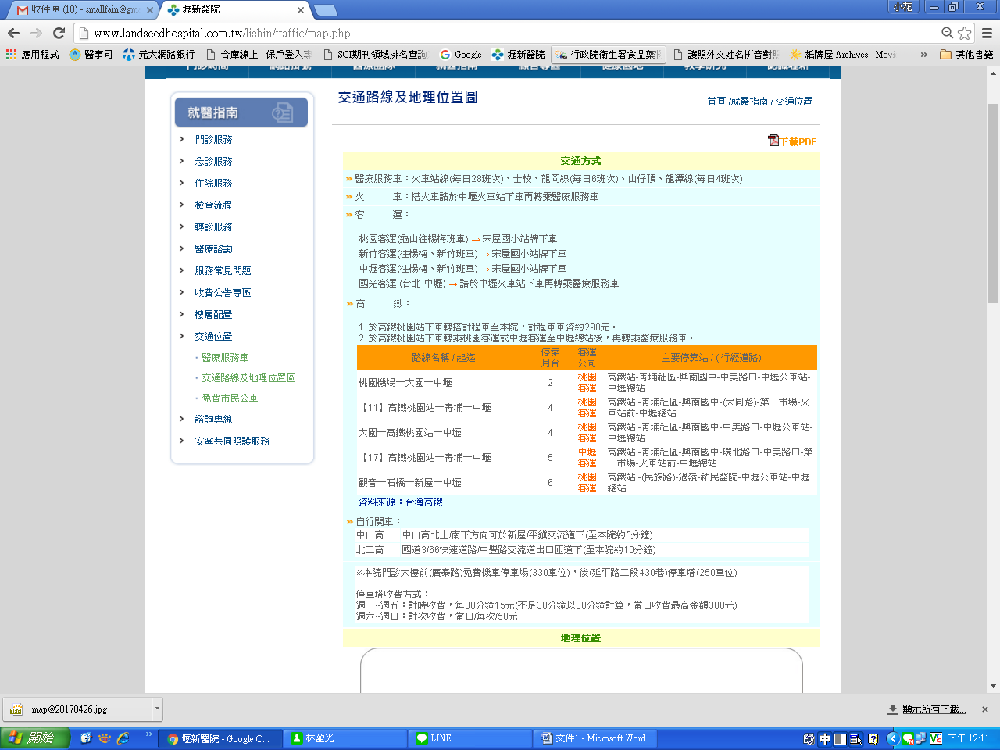 收件匣 (10) - smallfain@gm
壢新醫院
小花
www.landseedhospital.com.tw/lishin/traffic/map.php
應用程式
醫事司
元大網路銀行
合庫線上 - 保戶登入專
SCI期刊領域排名查詢
Google
壢新醫院
行政院衛生署食品藥物
護照外交姓名拼音對照
紙牌屋 Archives - Movi
»
其他書籤
交通路線及地理位置圖
首頁 /就醫指南 / 交通位置
就醫指南
門診服務
急診服務
住院服務
檢查流程
轉診服務
醫療諮詢
服務常見問題
收費公告專區
樓層配置
交通位置
醫療服務車
交通路線及地理位置圖
免費市民公車
諮詢專線
安寧共同照護服務
下載PDF
交通方式
醫療服務車：火車站線(每日28班次)、士校、龍岡線(每日6班次)、山仔頂、龍潭線(每日4班次)
火 車：搭火車請於中壢火車站下車再轉乘醫療服務車
客 運：
桃園客運(龜山往楊梅班車) → 宋屋國小站牌下車
新竹客運(往楊梅、新竹班車) → 宋屋國小站牌下車
中壢客運(往楊梅、新竹班車) → 宋屋國小站牌下車
國光客運 (台北-中壢) → 請於中壢火車站下車再轉乘醫療服務車
高 鐵：
1. 於高鐵桃園站下車轉搭計程車至本院，計程車車資約290元。
2. 於高鐵桃園站下車轉乘桃園客運或中壢客運至中壢總站後，再轉乘醫療服務車。
路線名稱 / 起迄 停靠月台 客運公司 主要停靠站 / ( 行經道路)
桃園機場—大園—中壢 2 桃園客運 高鐵站-青埔社區-興南國中-中美路口-中壢公車站-
中壢總站
【11】高鐵桃園站—青埔—中壢 4 桃園客運 高鐵站 -青埔社區-興南國中-(大同路)-第一市場-火
車站前-中壢總站
大園—高鐵桃園站—中壢 4 桃園客運 高鐵站 -青埔社區-興南國中-中美路口-中壢公車站-
中壢總站
【17】高鐵桃園站—青埔—中壢 5 中壢客運 高鐵站 -青埔社區-興南國中-環北路口-中美路口-第
一市場-火車站前-中壢總站
觀音—石橋—新屋—中壢 6 桃園客運 高鐵站 -(民族路)-過嶺-祐民醫院-中壢公車站-中壢
總站
資料來源：台灣高鐵
自行開車：
中山高 中山高北上/南下方向可於新屋/平鎮交流道下(至本院約5分鐘)
北二高 國道3/66快速道路/中豐路交流道出口匝道下(至本院約10分鐘)
※本院門診大樓前(廣泰路)免費機車停車場(330車位)，後(延平路二段430巷)停車塔(250車位)
停車塔收費方式：
週一~週五：計時收費，每30分鐘15元(不足30分鐘以30分鐘計算，當日收費最高金額300元)
週六~週日：計次收費，當日/每次/50元
地理位置
map@20170426.jpg
顯示所有下載...
開始
壢新醫院 - Google C...
林盈光
LINE
文件1 - Microsoft Word
中
下午 12:11